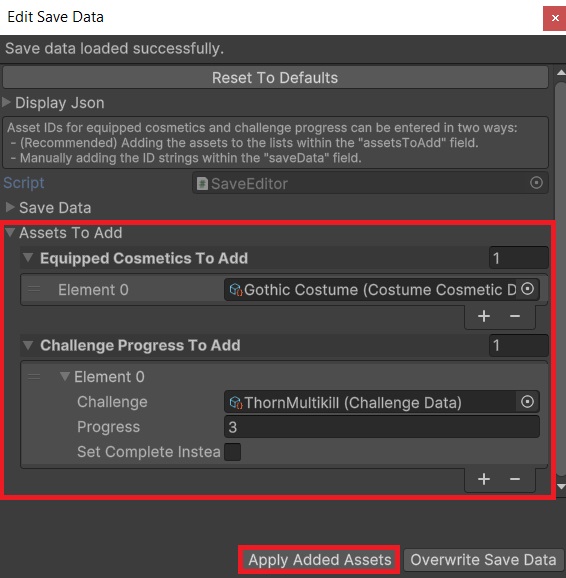 Edit Save Data
Save data loaded successfully.
Reset To Defaults
Display Json
Asset IDs for equipped cosmetics and challenge progress can be entered in two ways:
- (Recommended) Adding the assets to the lists within the "assetsToAdd" field.
- Manually adding the ID strings within the "saveData" field.
Script SaveEditor
Save Data
Assets To Add
Equipped Cosmetics To Add 1
Element 0 Gothic Costume (Costume Cosmetic D
+ −
Challenge Progress To Add 1
Element 0
Challenge ThornMultikill (Challenge Data)
Progress 3
Set Complete Instea
+ −
Apply Added Assets Overwrite Save Data